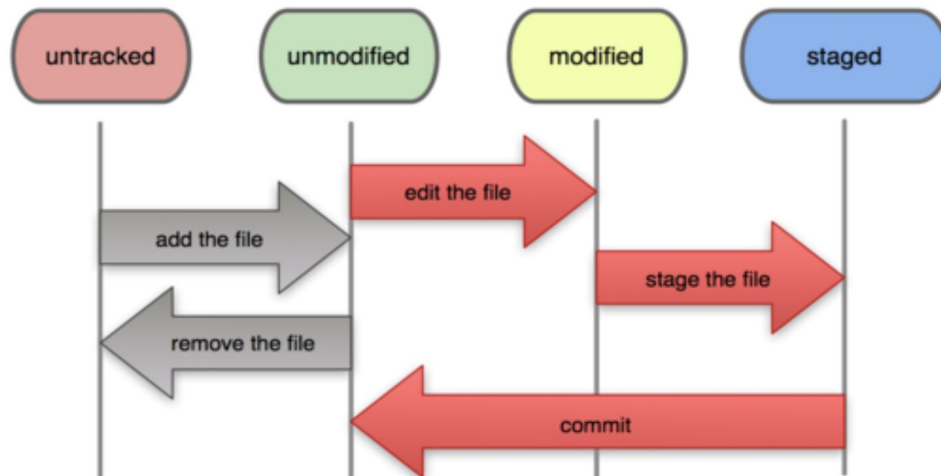 untracked
unmodified
modified
staged
edit the file
add the file
stage the file
remove the file
commit